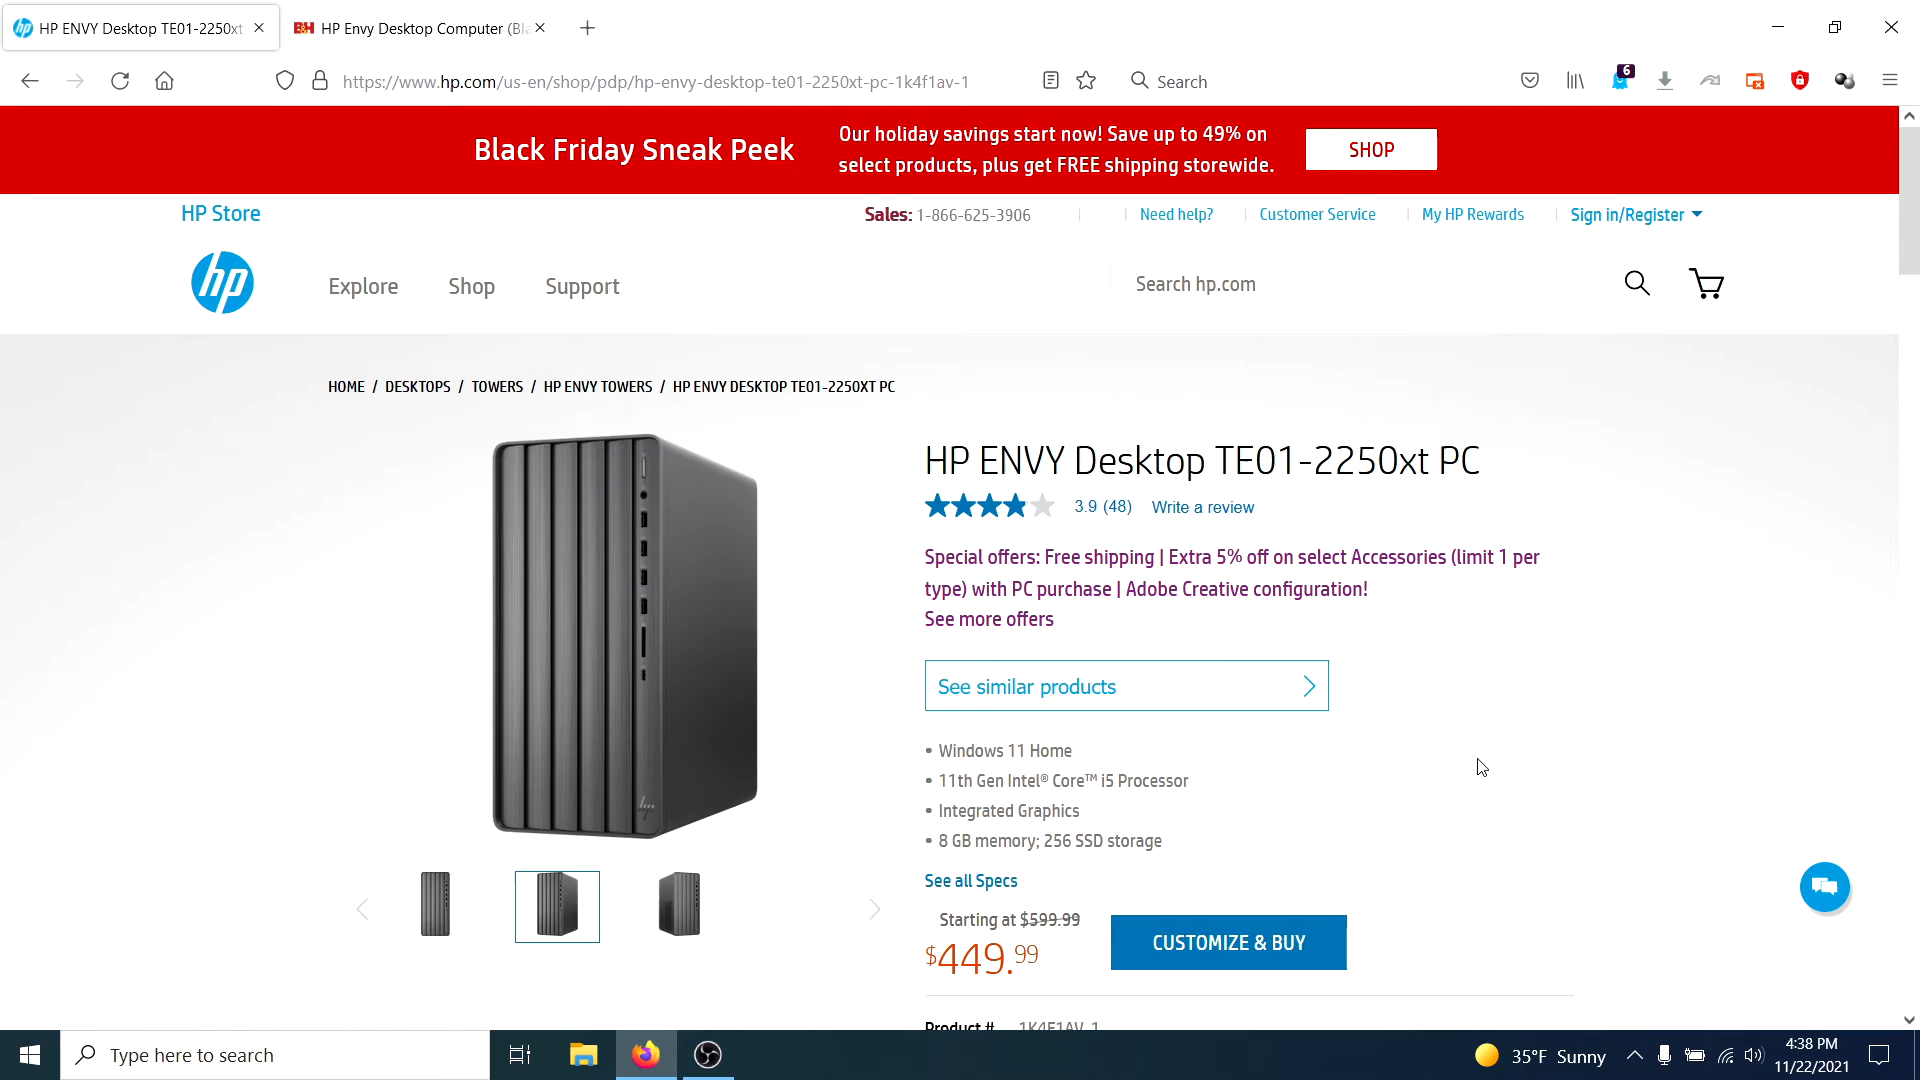 HP ENVY Desktop TE01-2250xt
B&H HP Envy Desktop Computer (Bla
https://www.hp.com/us-en/shop/pdp/hp-envy-desktop-te01-2250xt-pc-1k4f1av-1
Search
6
Black Friday Sneak Peek
Our holiday savings start now! Save up to 49% on
select products, plus get FREE shipping storewide.
SHOP
HP Store
Sales: 1-866-625-3906
Need help?
Customer Service
My HP Rewards
Sign in/Register
hp
Explore
Shop
Support
Search hp.com
HOME / DESKTOPS / TOWERS / HP ENVY TOWERS / HP ENVY DESKTOP TE01-2250XT PC
HP ENVY Desktop TE01-2250xt PC
3.9 (48) Write a review
Special offers: Free shipping | Extra 5% off on select Accessories (limit 1 per
type) with PC purchase | Adobe Creative configuration!
See more offers
See similar products
• Windows 11 Home
• 11th Gen Intel® Core™ i5 Processor
• Integrated Graphics
• 8 GB memory; 256 SSD storage
See all Specs
Starting at $599.99
$449.99
CUSTOMIZE & BUY
Product # 1K4F1AV_1
Type here to search
35°F Sunny
4:38 PM
11/22/2021